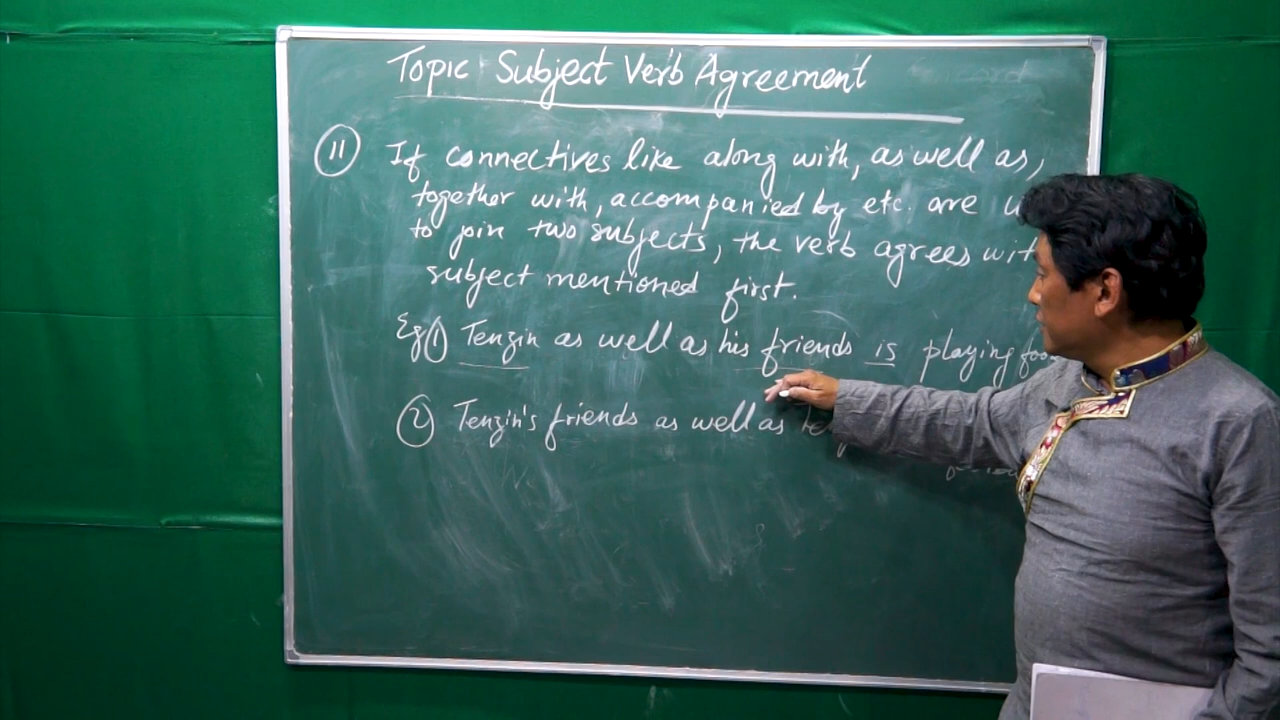 Topic Subject Verb Agreement
11 If connectives like along with, as well as,
together with, accompanied by etc. are
to join two subjects, the verb agrees
subject mentioned first.
Eg 1 Tenzin as well as his friends is playing
2 Tenzin's friends as well as